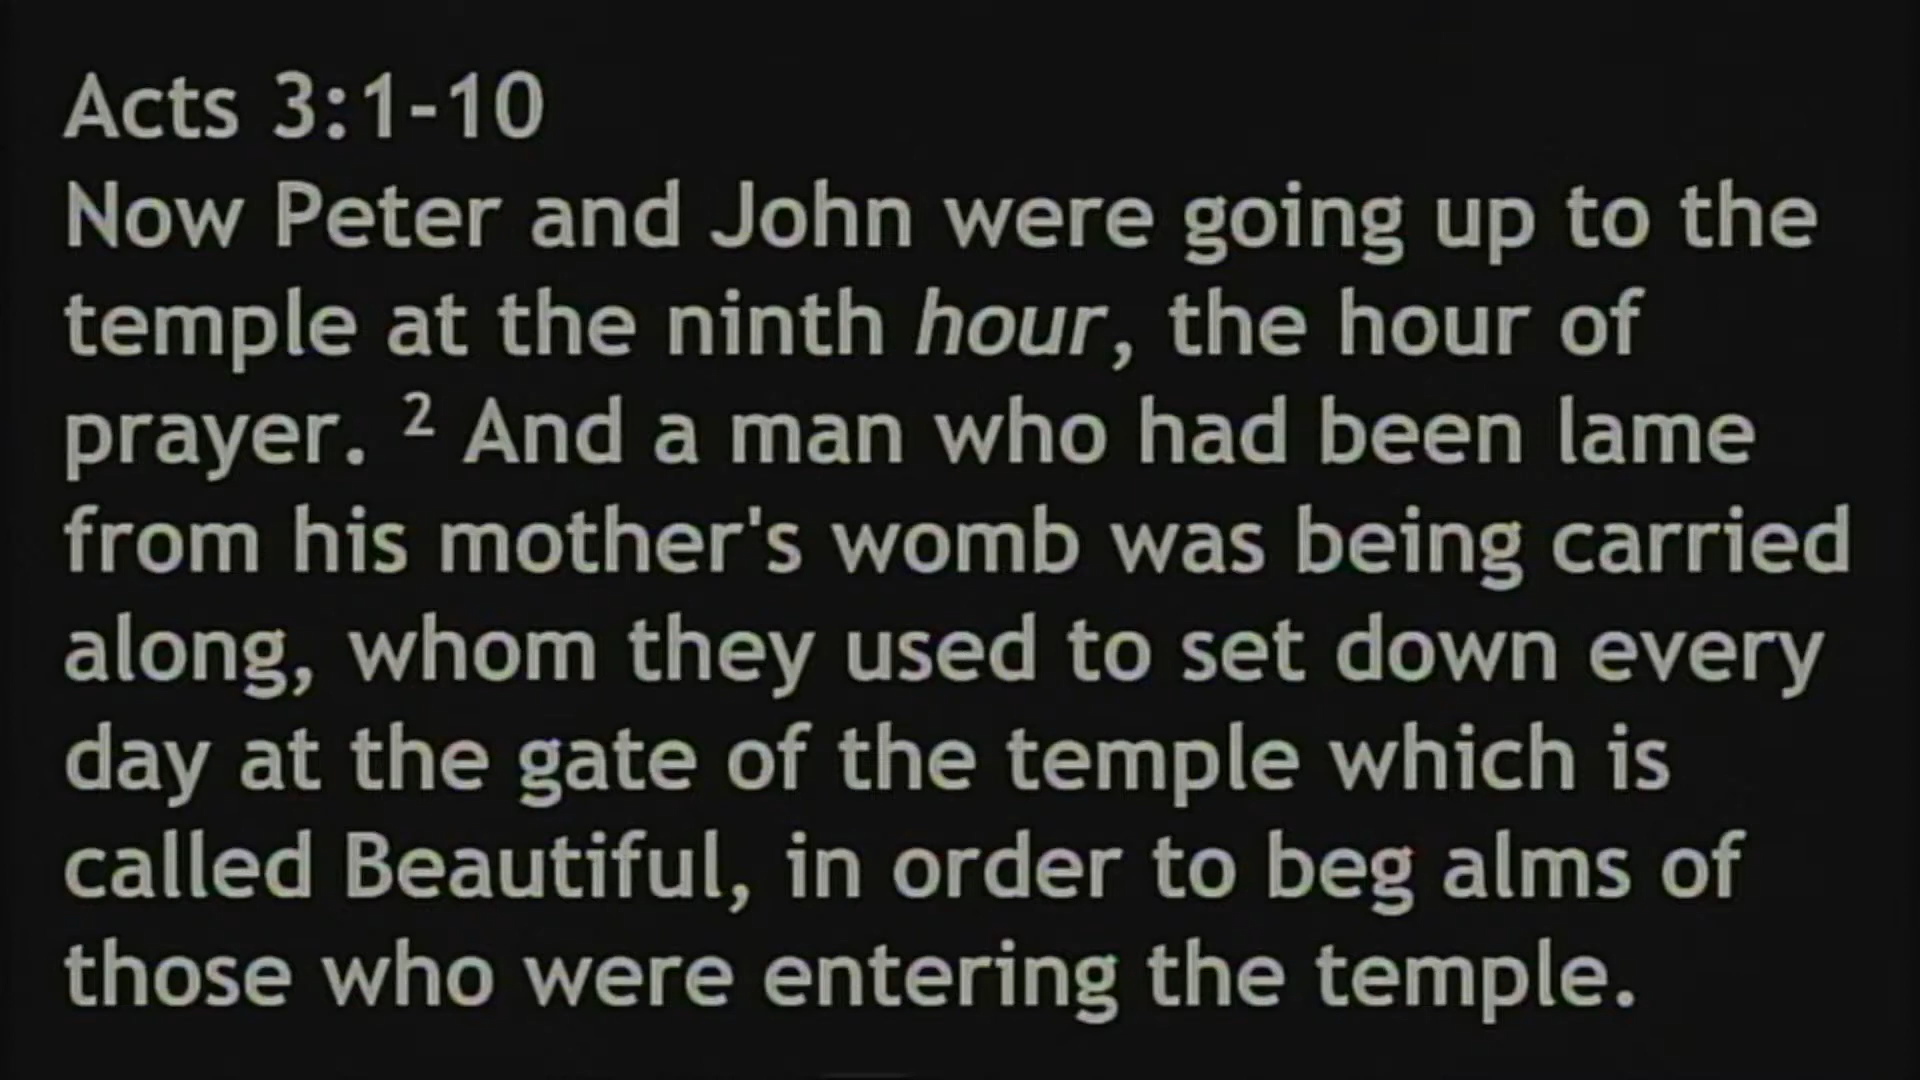 Acts 3:1-10
Now Peter and John were going up to the
temple at the ninth hour, the hour of
prayer. ² And a man who had been lame
from his mother's womb was being carried
along, whom they used to set down every
day at the gate of the temple which is
called Beautiful, in order to beg alms of
those who were entering the temple.